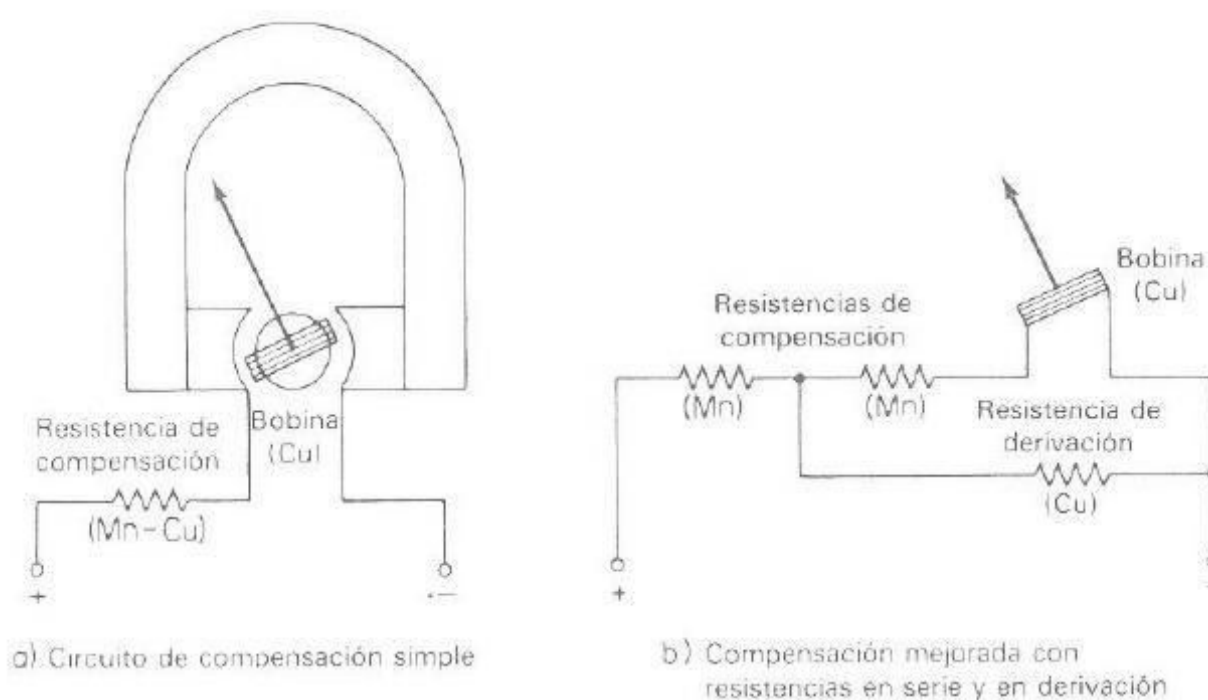 Resistencia de
compensación
(Mn-Cu)
Bobina
(Cu)
+
-
a) Circuito de compensación simple
Resistencias de
compensación
(Mn)
(Mn)
Bobina
(Cu)
Resistencia de
derivación
(Cu)
+
b) Compensación mejorada con
resistencias en serie y en derivación